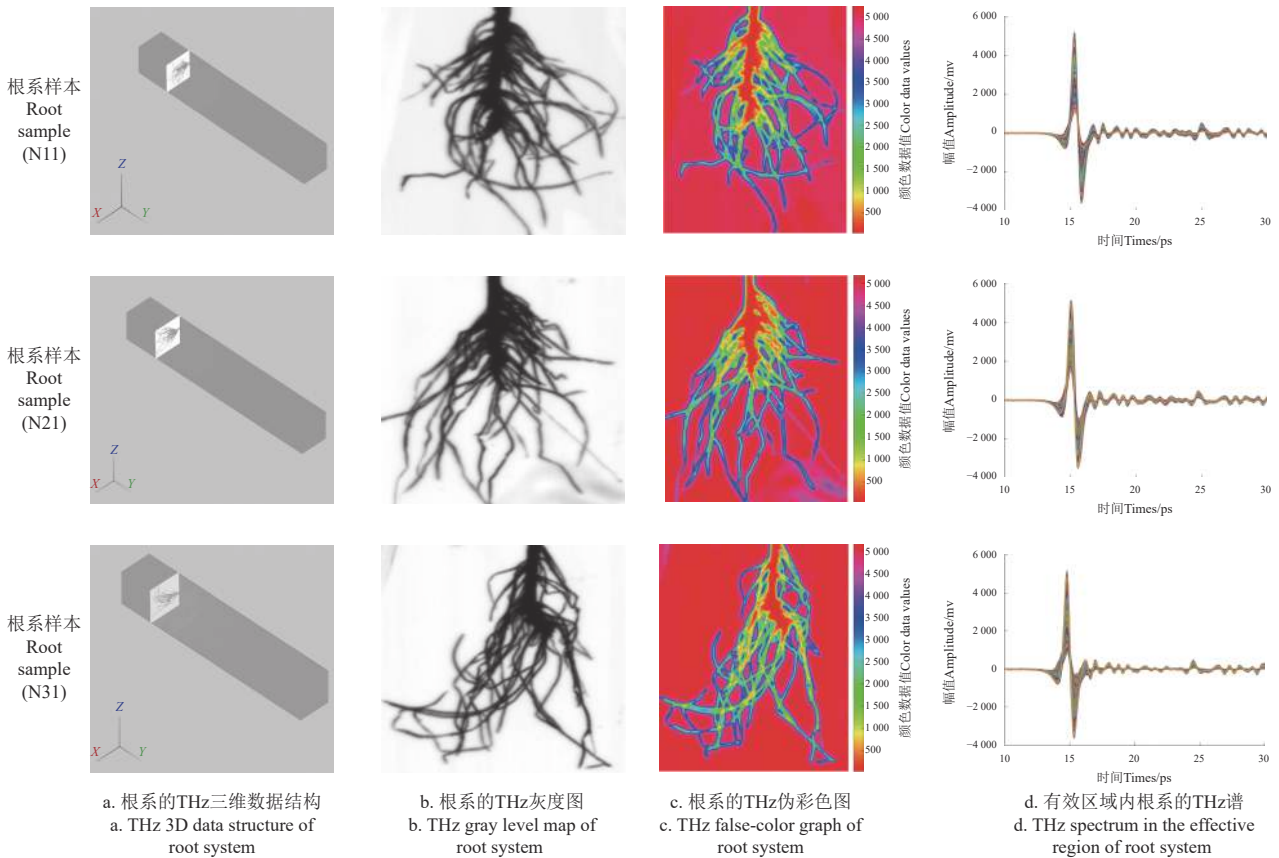 根系样本
Root
sample
(N11)
Z
X
Y
5 000
4 500
4 000
3 500
3 000
2 500
2 000
1 500
1 000
500
颜色数据值Color data values
6 000
4 000
2 000
0
−2 000
−4 000
幅值Amplitude/mv
10
15
20
25
30
时间Times/ps
根系样本
Root
sample
(N21)
Z
X
Y
5 000
4 500
4 000
3 500
3 000
2 500
2 000
1 500
1 000
500
颜色数据值Color data values
6 000
4 000
2 000
0
−2 000
−4 000
幅值Amplitude/mv
10
15
20
25
30
时间Times/ps
根系样本
Root
sample
(N31)
Z
X
Y
5 000
4 500
4 000
3 500
3 000
2 500
2 000
1 500
1 000
500
颜色数据值Color data values
6 000
4 000
2 000
0
−2 000
−4 000
幅值Amplitude/mv
10
15
20
25
30
时间Times/ps
a. 根系的THz三维数据结构
a. THz 3D data structure of
root system
b. 根系的THz灰度图
b. THz gray level map of
root system
c. 根系的THz伪彩色图
c. THz false-color graph of
root system
d. 有效区域内根系的THz谱
d. THz spectrum in the effective
region of root system